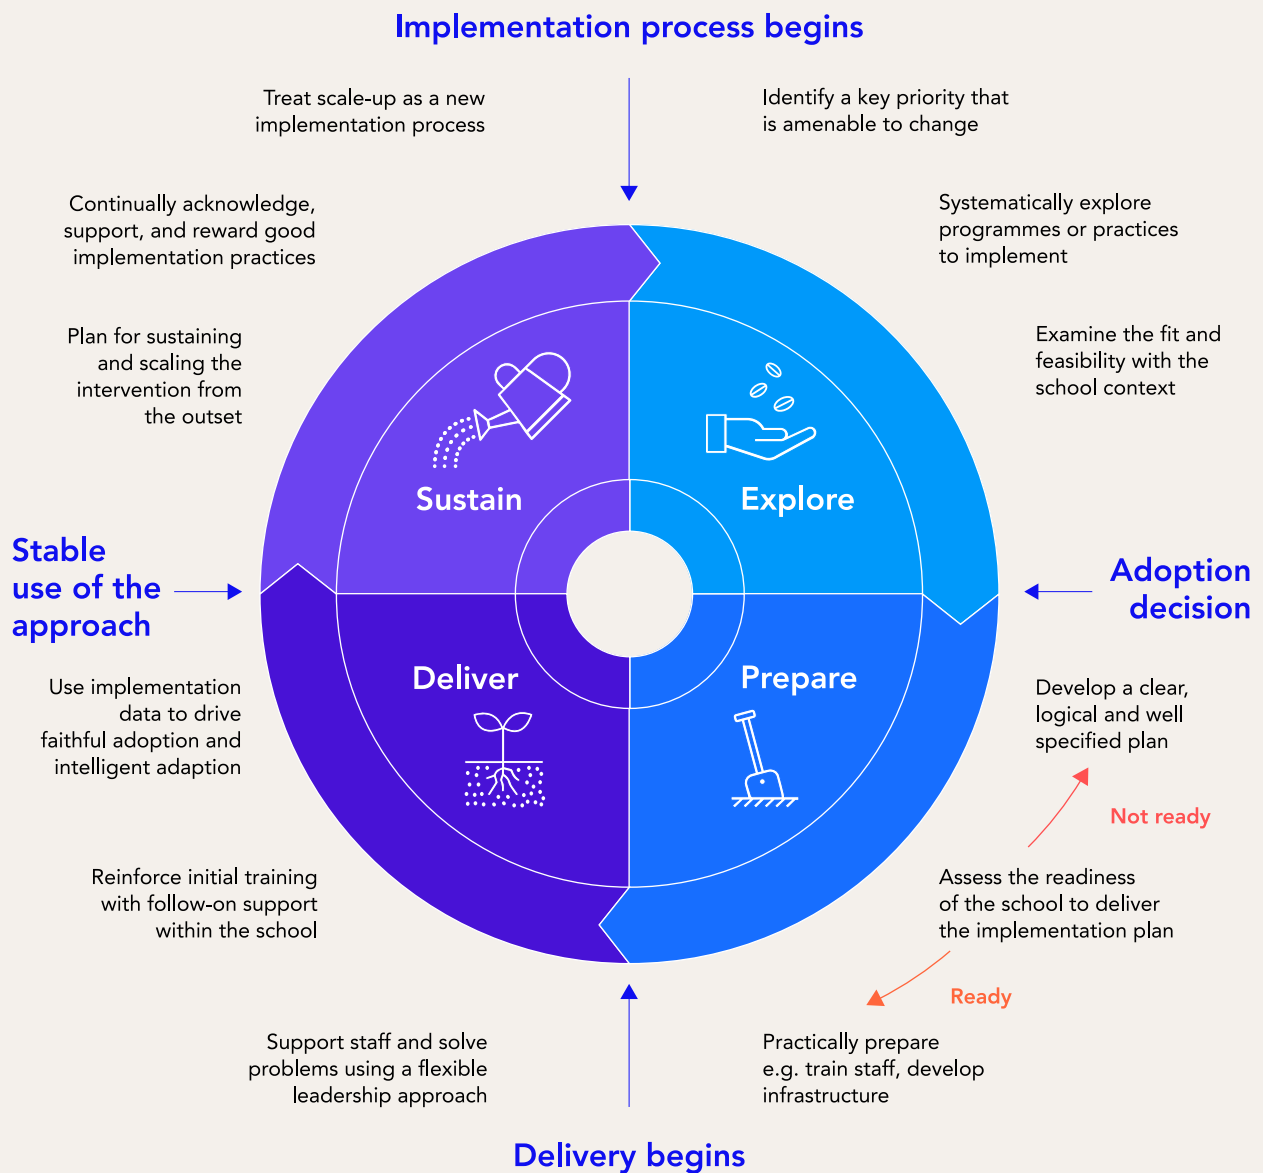 Implementation process begins
Identify a key priority that
is amenable to change
Systematically explore
programmes or practices
to implement
Examine the fit and
feasibility with the
school context
Explore
Adoption
decision
Prepare
Develop a clear,
logical and well
specified plan
Not ready
Assess the readiness
of the school to deliver
the implementation plan
Ready
Practically prepare
e.g. train staff, develop
infrastructure
Delivery begins
Deliver
Support staff and solve
problems using a flexible
leadership approach
Reinforce initial training
with follow-on support
within the school
Use implementation
data to drive
faithful adoption and
intelligent adaption
Stable
use of the
approach
Sustain
Plan for sustaining
and scaling the
intervention from
the outset
Continually acknowledge,
support, and reward good
implementation practices
Treat scale-up as a new
implementation process